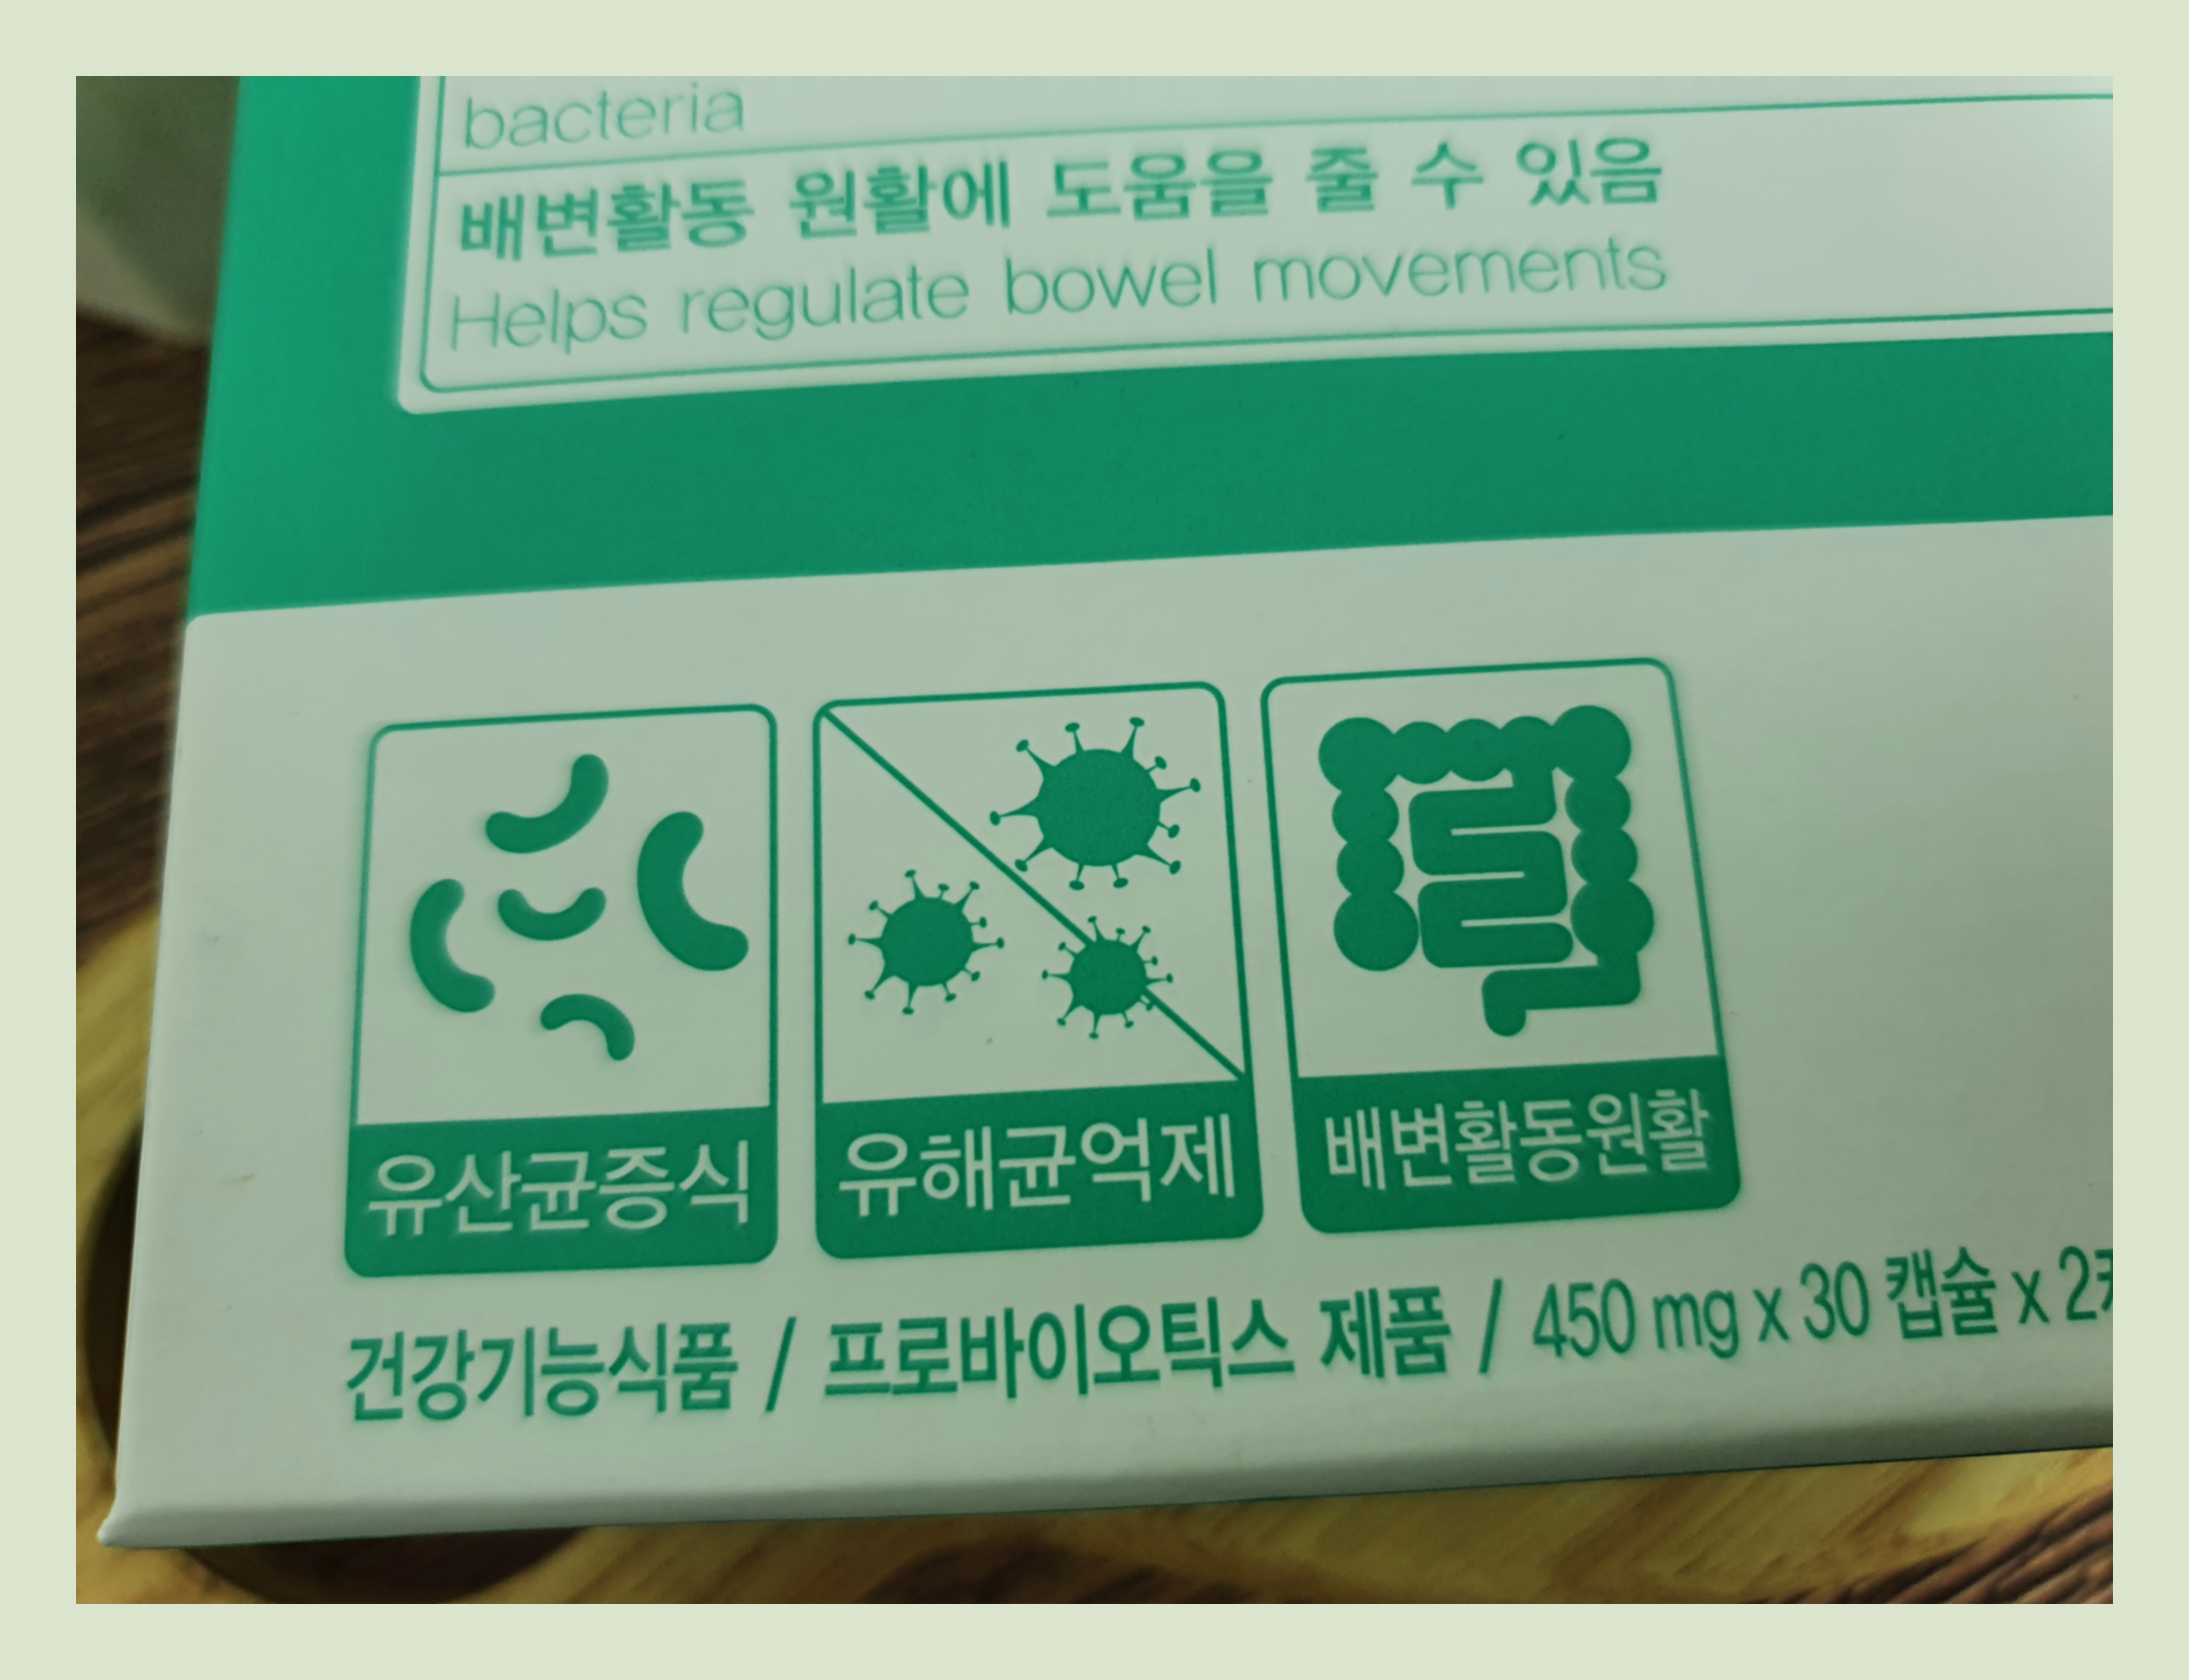 bacteria
배변활동 원활에 도움을 줄 수 있음
Helps regulate bowel movements
유산균증식
유해균억제
배변활동원활
건강기능식품 / 프로바이오틱스 제품 / 450 mg x 30 캡슐 x 2